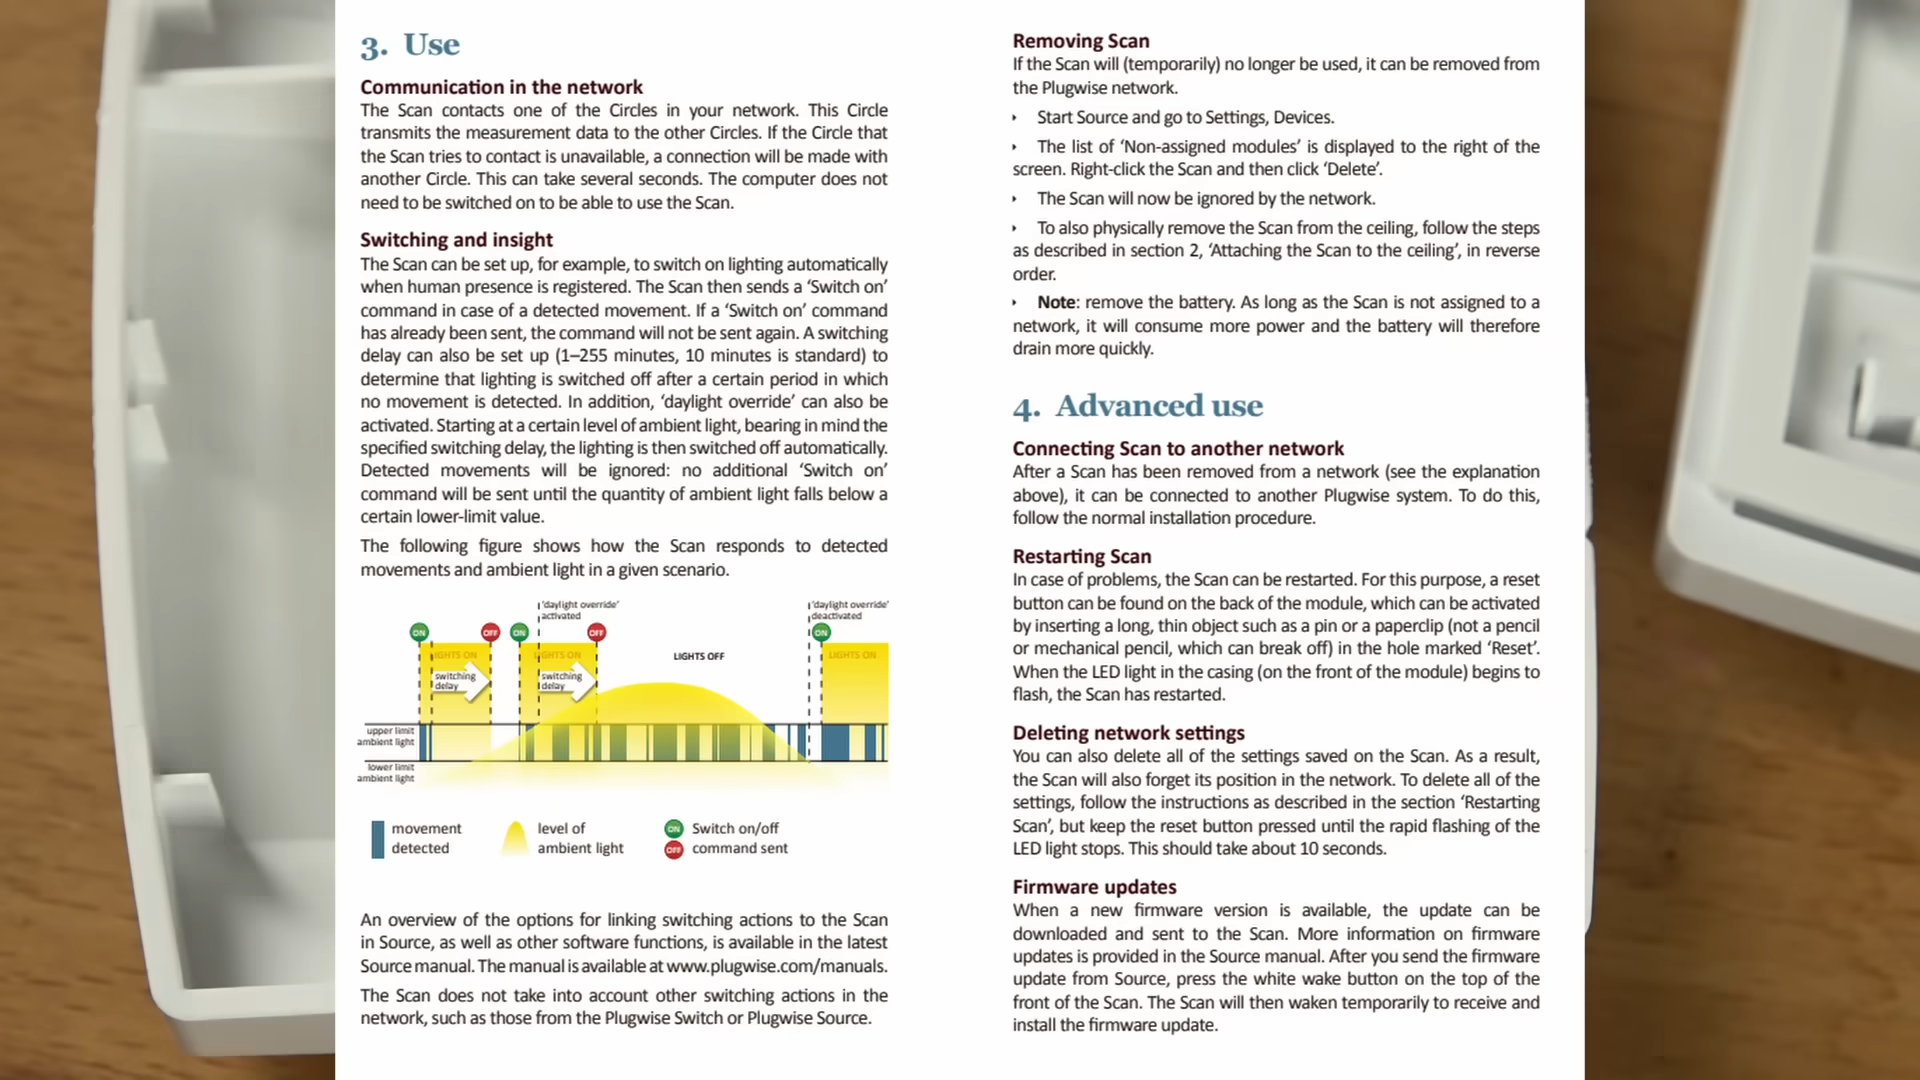 3. Use
Communication in the network
The Scan contacts one of the Circles in your network. This Circle
transmits the measurement data to the other Circles. If the Circle that
the Scan tries to contact is unavailable, a connection will be made with
another Circle. This can take several seconds. The computer does not
need to be switched on to be able to use the Scan.
Switching and insight
The Scan can be set up, for example, to switch on lighting automatically
when human presence is registered. The Scan then sends a ‘Switch on’
command in case of a detected movement. If a ‘Switch on’ command
has already been sent, the command will not be sent again. A switching
delay can also be set up (1–255 minutes, 10 minutes is standard) to
determine that lighting is switched off after a certain period in which
no movement is detected. In addition, ‘daylight override’ can also be
activated. Starting at a certain level of ambient light, bearing in mind the
specified switching delay, the lighting is then switched off automatically.
Detected movements will be ignored: no additional ‘Switch on’
command will be sent until the quantity of ambient light falls below a
certain lower-limit value.
The following figure shows how the Scan responds to detected
movements and ambient light in a given scenario.
‘daylight override’
activated
‘daylight override’
deactivated
ON
OFF
ON
OFF
ON
LIGHTS ON
LIGHTS ON
LIGHTS OFF
LIGHTS ON
switching
delay
switching
delay
upper limit
ambient light
lower limit
ambient light
movement
detected
level of
ambient light
ON
OFF
Switch on/off
command sent
An overview of the options for linking switching actions to the Scan
in Source, as well as other software functions, is available in the latest
Source manual. The manual is available at www.plugwise.com/manuals.
The Scan does not take into account other switching actions in the
network, such as those from the Plugwise Switch or Plugwise Source.
Removing Scan
If the Scan will (temporarily) no longer be used, it can be removed from
the Plugwise network.
‣ Start Source and go to Settings, Devices.
‣ The list of ‘Non-assigned modules’ is displayed to the right of the
screen. Right-click the Scan and then click ‘Delete’.
‣ The Scan will now be ignored by the network.
‣ To also physically remove the Scan from the ceiling, follow the steps
as described in section 2, ‘Attaching the Scan to the ceiling’, in reverse
order.
‣ Note: remove the battery. As long as the Scan is not assigned to a
network, it will consume more power and the battery will therefore
drain more quickly.
4. Advanced use
Connecting Scan to another network
After a Scan has been removed from a network (see the explanation
above), it can be connected to another Plugwise system. To do this,
follow the normal installation procedure.
Restarting Scan
In case of problems, the Scan can be restarted. For this purpose, a reset
button can be found on the back of the module, which can be activated
by inserting a long, thin object such as a pin or a paperclip (not a pencil
or mechanical pencil, which can break off) in the hole marked ‘Reset’.
When the LED light in the casing (on the front of the module) begins to
flash, the Scan has restarted.
Deleting network settings
You can also delete all of the settings saved on the Scan. As a result,
the Scan will also forget its position in the network. To delete all of the
settings, follow the instructions as described in the section ‘Restarting
Scan’, but keep the reset button pressed until the rapid flashing of the
LED light stops. This should take about 10 seconds.
Firmware updates
When a new firmware version is available, the update can be
downloaded and sent to the Scan. More information on firmware
updates is provided in the Source manual. After you send the firmware
update from Source, press the white wake button on the top of the
front of the Scan. The Scan will then waken temporarily to receive and
install the firmware update.